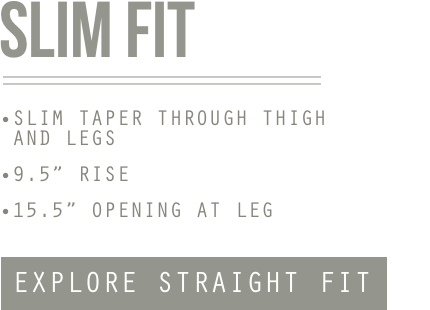 SLIM FIT
•SLIM TAPER THROUGH THIGH
AND LEGS
•9.5” RISE
•15.5” OPENING AT LEG
EXPLORE STRAIGHT FIT